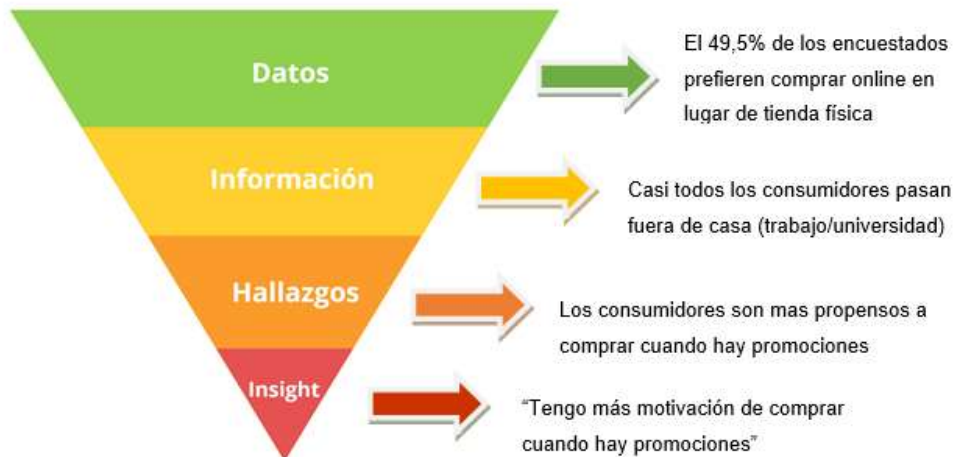 Datos
El 49,5% de los encuestados
prefieren comprar online en
lugar de tienda física
Información
Casi todos los consumidores pasan
fuera de casa (trabajo/universidad)
Hallazgos
Los consumidores son mas propensos a
comprar cuando hay promociones
Insight
“Tengo más motivación de comprar
cuando hay promociones”